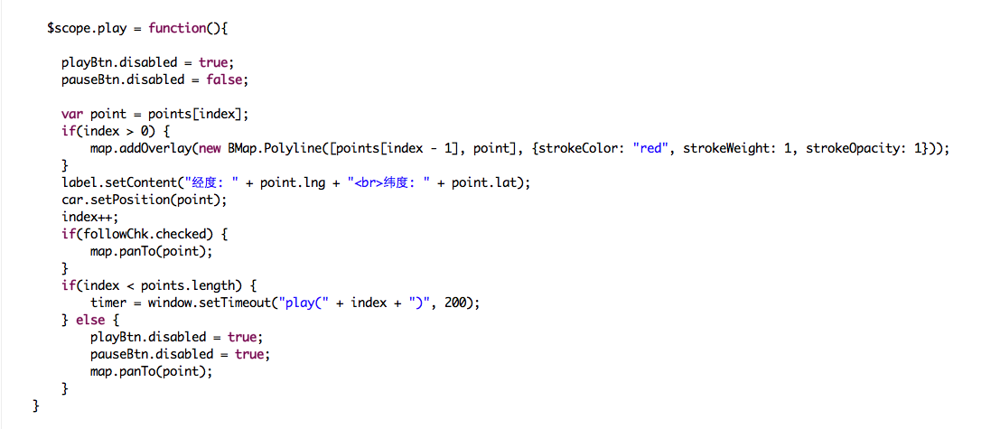 $scope.play = function(){
playBtn.disabled = true;
pauseBtn.disabled = false;
var point = points[index];
if(index > 0) {
map.addOverlay(new BMap.Polyline([points[index - 1], point], {strokeColor: "red", strokeWeight: 1, strokeOpacity: 1}));
}
label.setContent("经度: " + point.lng + "<br>纬度: " + point.lat);
car.setPosition(point);
index++;
if(followChk.checked) {
map.panTo(point);
}
if(index < points.length) {
timer = window.setTimeout("play(" + index + ")", 200);
} else {
playBtn.disabled = true;
pauseBtn.disabled = true;
map.panTo(point);
}
}